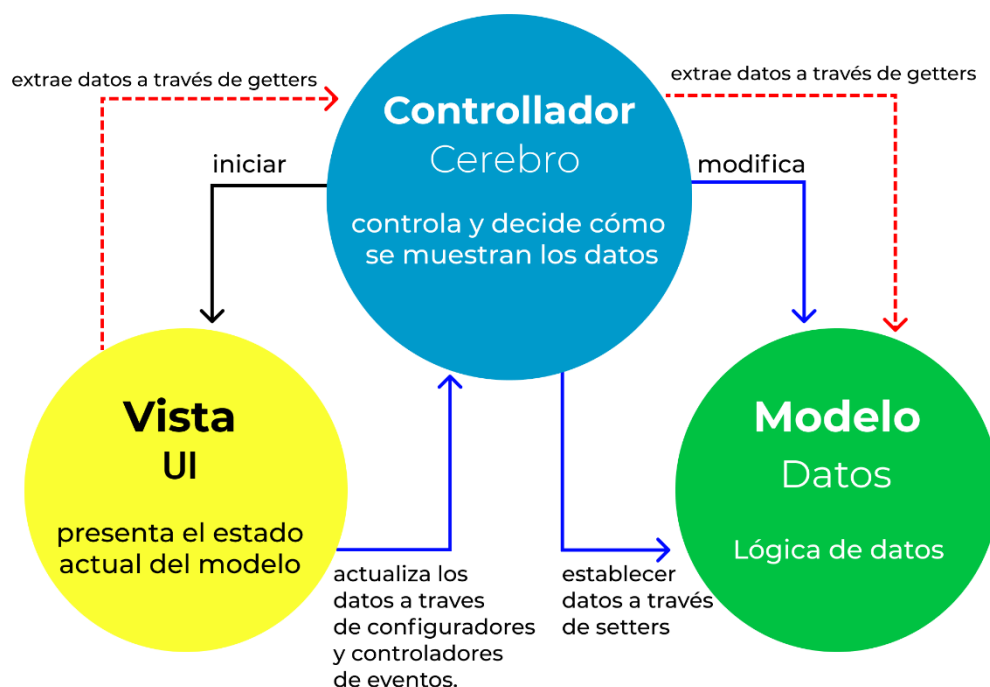 extrae datos a través de getters
extrae datos a través de getters
Controllador
Cerebro
controla y decide cómo
se muestran los datos
iniciar
modifica
Vista
UI
presenta el estado
actual del modelo
Modelo
Datos
Lógica de datos
actualiza los
datos a traves
de configuradores
y controladores
de eventos.
establecer
datos a través
de setters